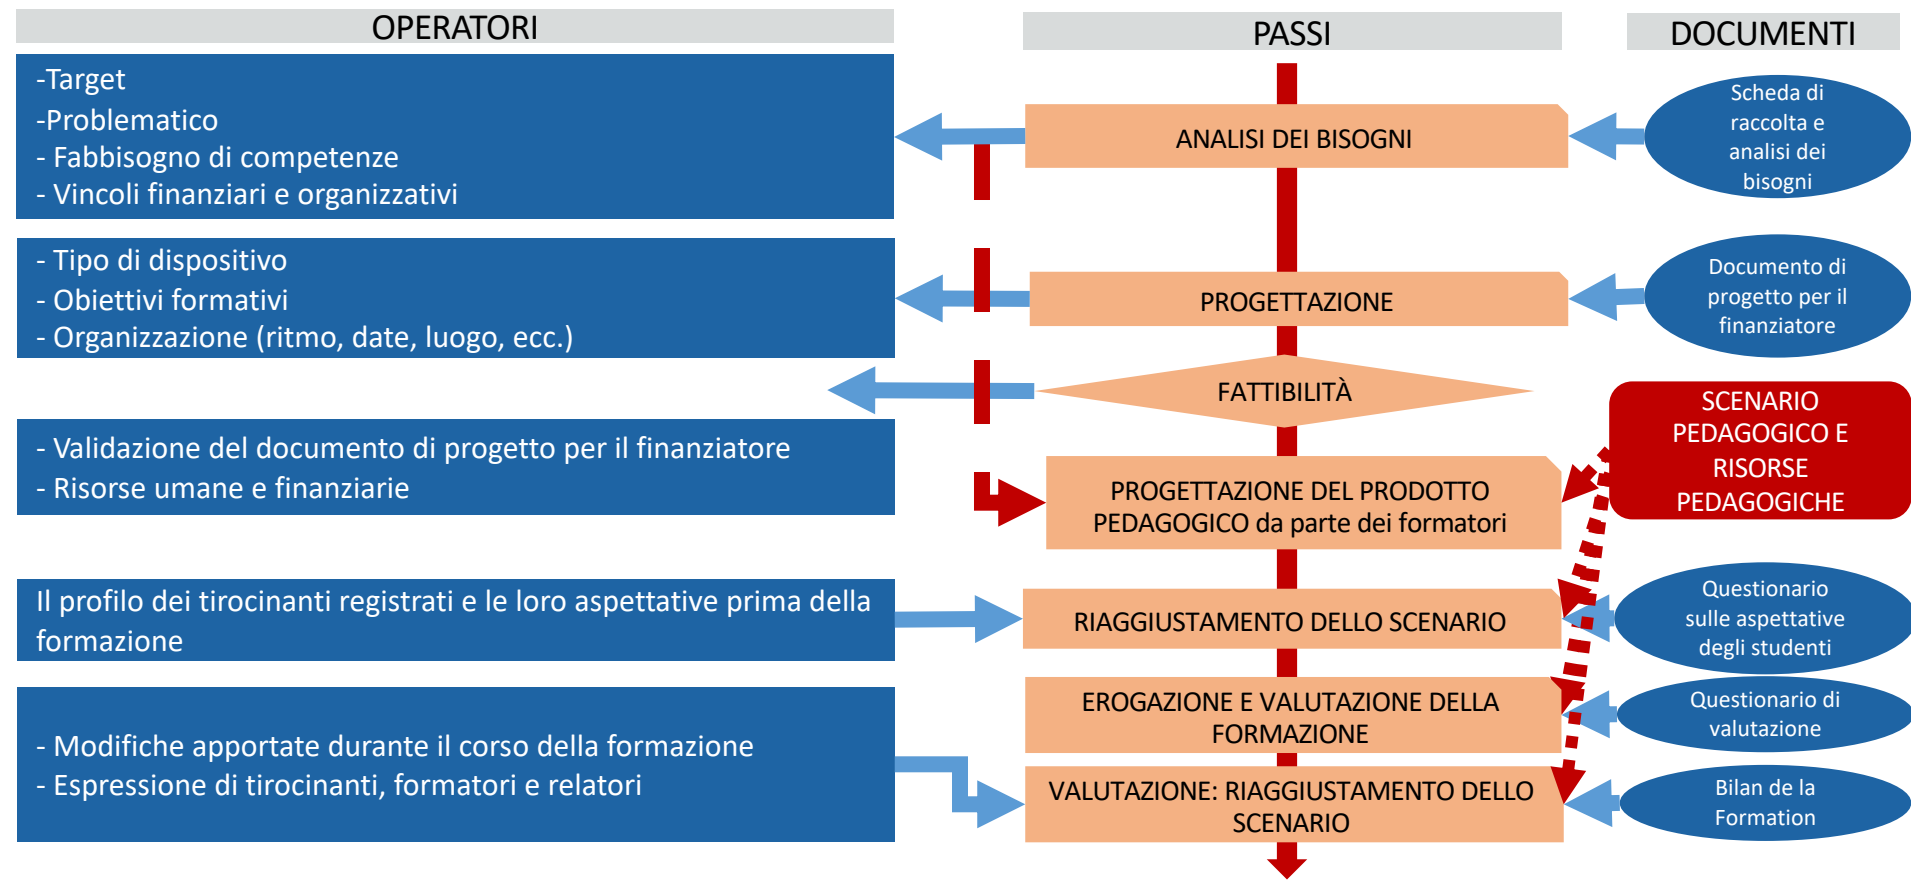 OPERATORI
PASSI
DOCUMENTI
-Target
-Problematico
- Fabbisogno di competenze
- Vincoli finanziari e organizzativi
ANALISI DEI BISOGNI
Scheda di
raccolta e
analisi dei
bisogni
- Tipo di dispositivo
- Obiettivi formativi
- Organizzazione (ritmo, date, luogo, ecc.)
PROGETTAZIONE
Documento di
progetto per il
finanziatore
FATTIBILITÀ
SCENARIO
PEDAGOGICO E
RISORSE
PEDAGOGICHE
- Validazione del documento di progetto per il finanziatore
- Risorse umane e finanziarie
PROGETTAZIONE DEL PRODOTTO
PEDAGOGICO da parte dei formatori
Il profilo dei tirocinanti registrati e le loro aspettative prima della
formazione
RIAGGIUSTAMENTO DELLO SCENARIO
Questionario
sulle aspettative
degli studenti
EROGAZIONE E VALUTAZIONE DELLA
FORMAZIONE
Questionario di
valutazione
- Modifiche apportate durante il corso della formazione
- Espressione di tirocinanti, formatori e relatori
VALUTAZIONE: RIAGGIUSTAMENTO DELLO
SCENARIO
Bilan de la
Formation